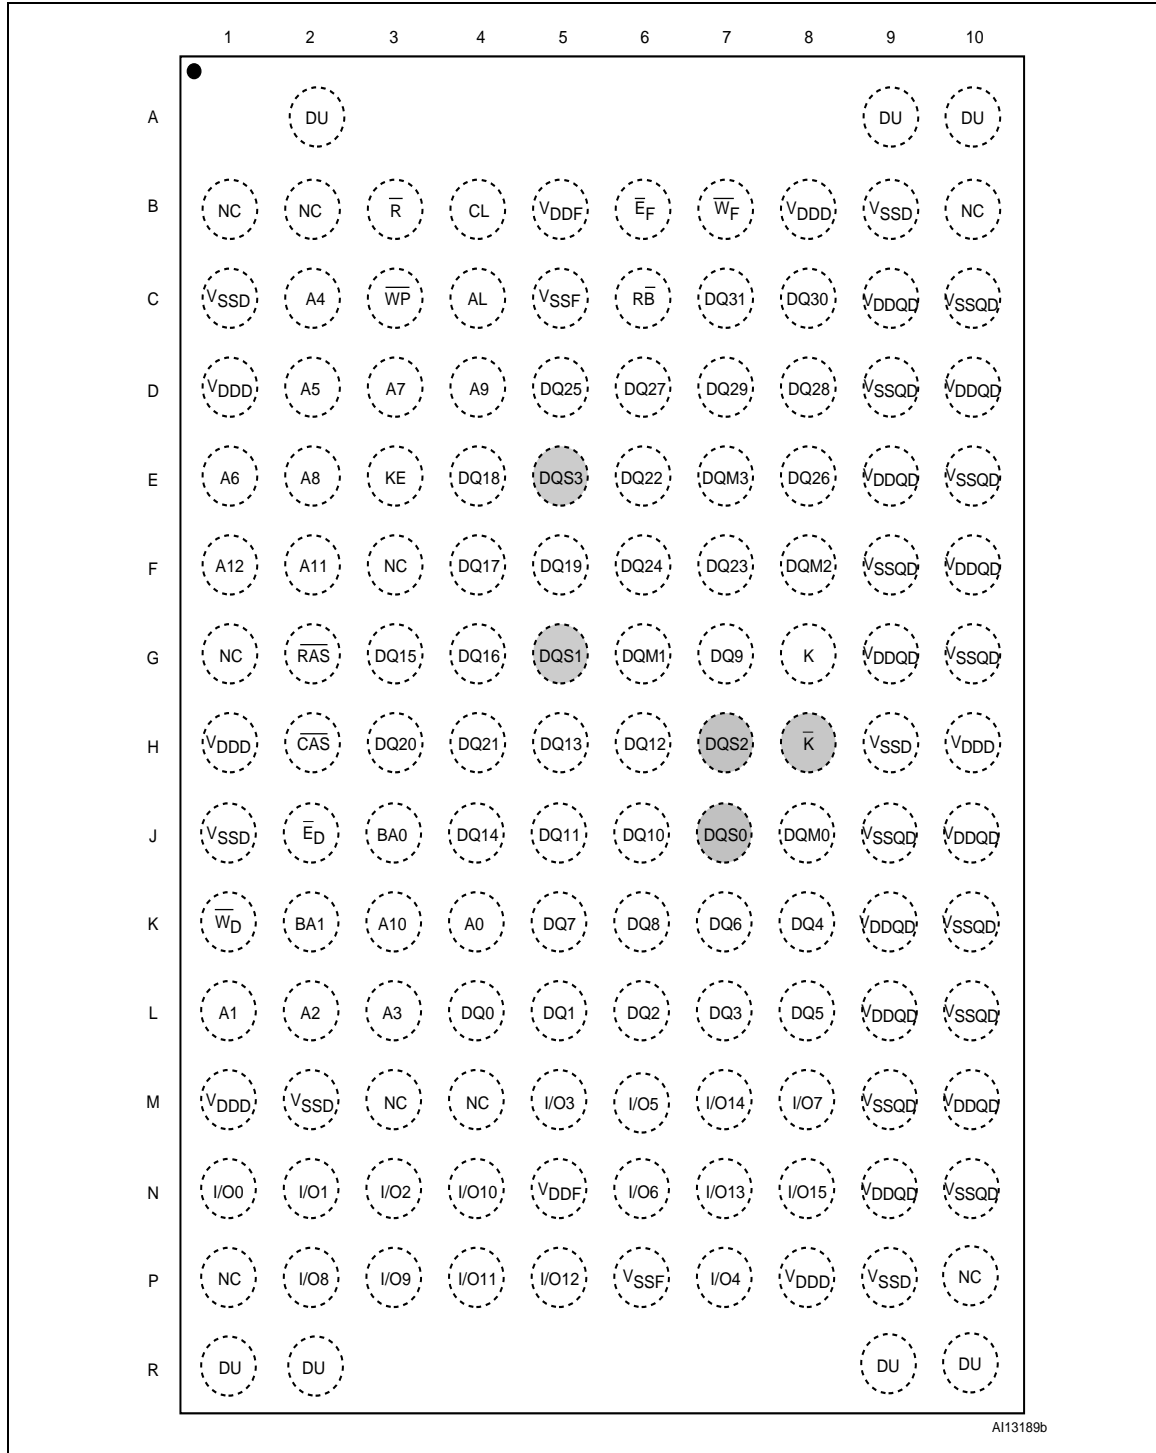 1 2 3 4 5 6 7 8 9 10
A DU DU DU
B NC NC R̅ CL VDDF E̅F W̅F VDDD VSSD NC
C VSSD A4 W̅P̅ AL VSSF RB̅ DQ31 DQ30 VDDQD VSSQD
D VDDD A5 A7 A9 DQ25 DQ27 DQ29 DQ28 VSSQD VDDQD
E A6 A8 KE DQ18 DQS3 DQ22 DQM3 DQ26 VDDQD VSSQD
F A12 A11 NC DQ17 DQ19 DQ24 DQ23 DQM2 VSSQD VDDQD
G NC R̅A̅S̅ DQ15 DQ16 DQS1 DQM1 DQ9 K VDDQD VSSQD
H VDDD C̅A̅S̅ DQ20 DQ21 DQ13 DQ12 DQS2 K̅ VSSD VDDD
J VSSD E̅D BA0 DQ14 DQ11 DQ10 DQS0 DQM0 VSSQD VDDQD
K W̅D BA1 A10 A0 DQ7 DQ8 DQ6 DQ4 VDDQD VSSQD
L A1 A2 A3 DQ0 DQ1 DQ2 DQ3 DQ5 VDDQD VSSQD
M VDDD VSSD NC NC I/O3 I/O5 I/O14 I/O7 VSSQD VDDQD
N I/O0 I/O1 I/O2 I/O10 VDDF I/O6 I/O13 I/O15 VDDQD VSSQD
P NC I/O8 I/O9 I/O11 I/O12 VSSF I/O4 VDDD VSSD NC
R DU DU DU DU
AI13189b